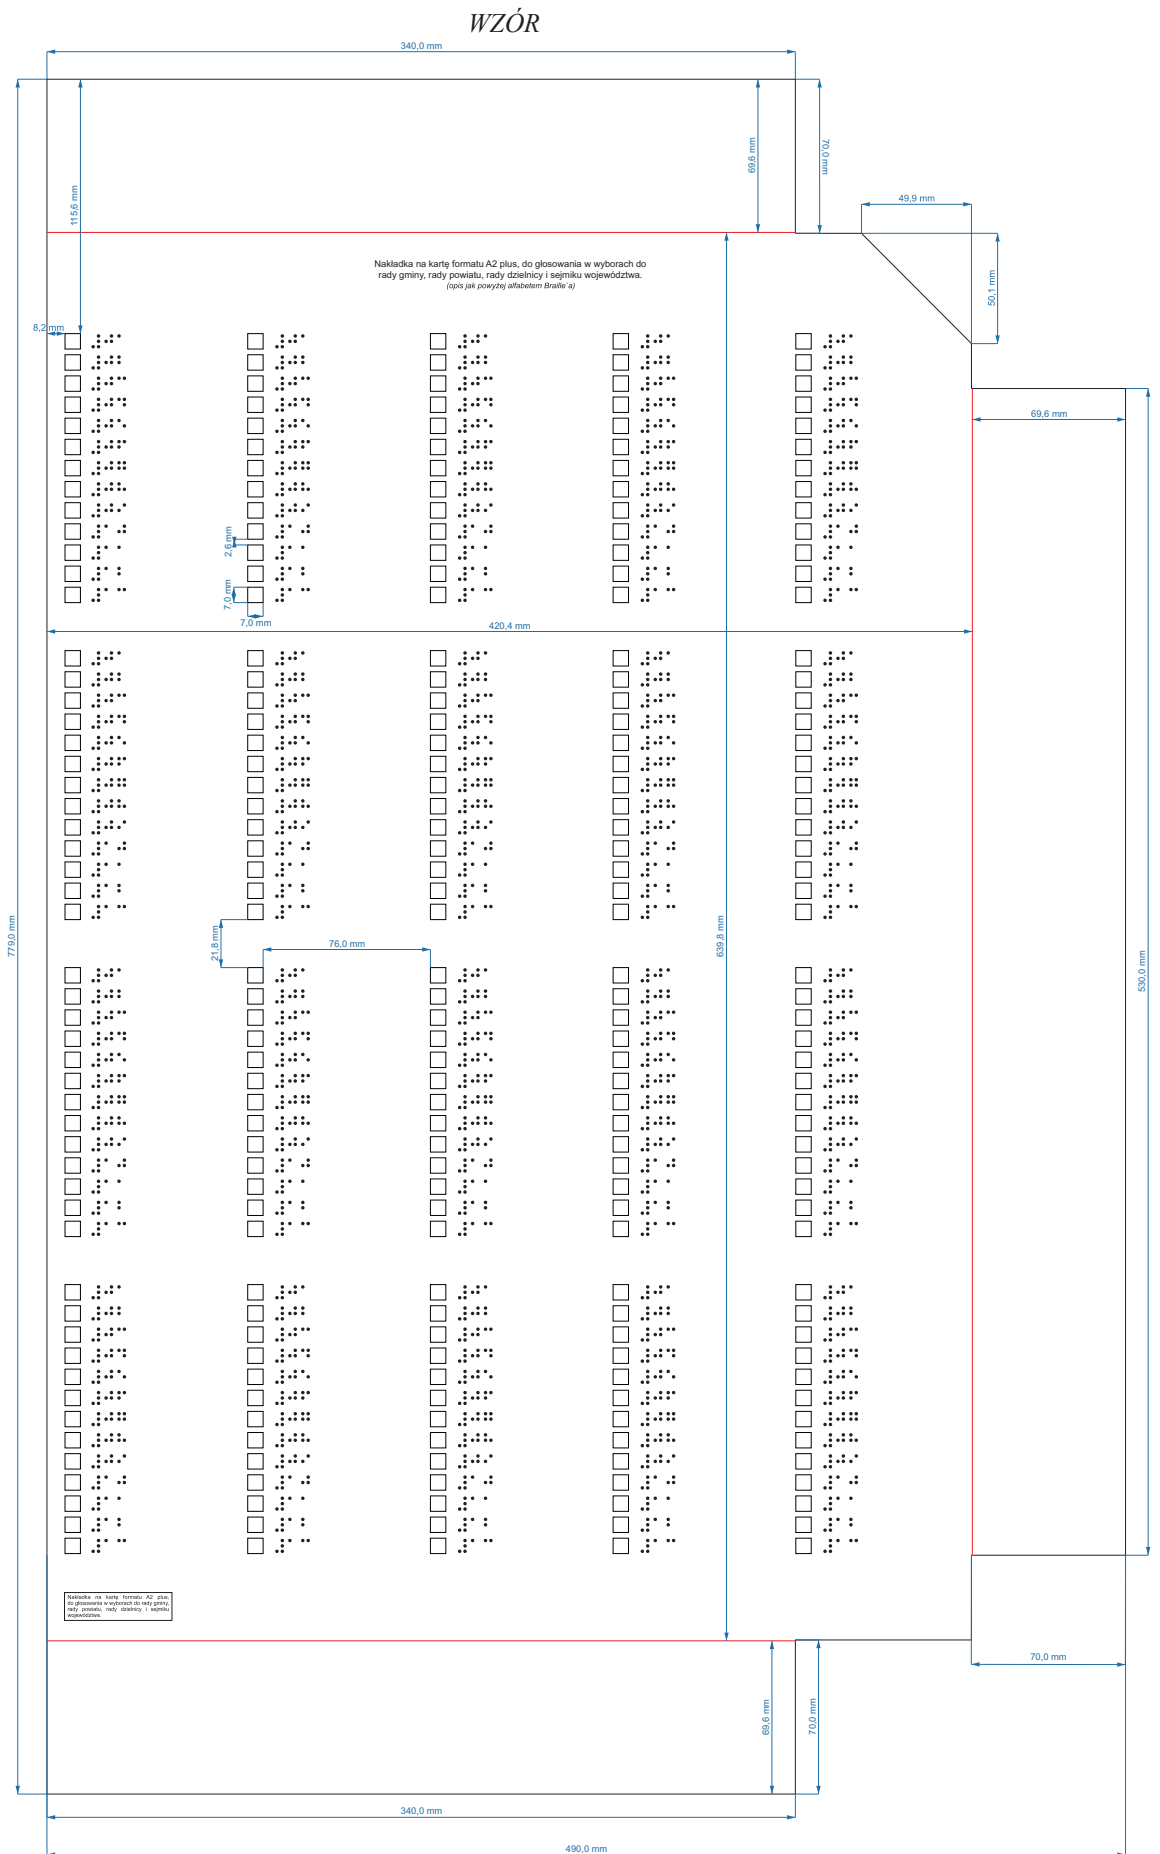 WZÓR
340,0 mm
115,6 mm
69,6 mm
70,0 mm
49,9 mm
50,1 mm
Nakładka na kartę formatu A2 plus, do głosowania w wyborach do
rady gminy, rady powiatu, rady dzielnicy i sejmiku województwa.
(opis jak powyżej alfabetem Braille`a)
8,2 mm
69,6 mm
2,6 mm
7,0 mm
7,0 mm
420,4 mm
779,0 mm
21,8 mm
76,0 mm
639,8 mm
530,0 mm
Nakładka na kartę formatu A2 plus,
do głosowania w wyborach do rady gminy,
rady powiatu, rady dzielnicy i sejmiku
województwa.
69,6 mm
70,0 mm
70,0 mm
340,0 mm
490,0 mm